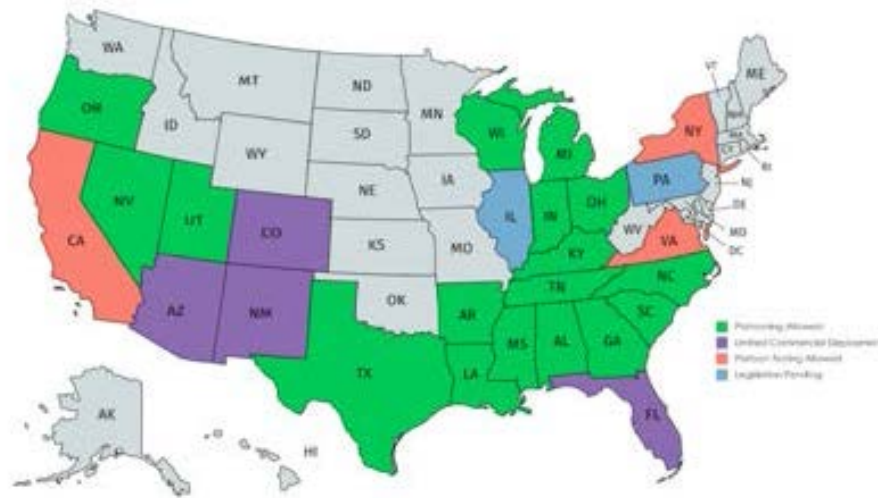 WA
MT
ND
MN
VT
ME
OR
ID
SD
WI
MI
NY
WY
IA
PA
RI
NE
NJ
NV
UT
IL
IN
OH
DE
CO
WV
MD
CA
KS
MO
KY
VA
DC
AZ
NM
OK
TN
NC
AR
SC
MS
AL
GA
TX
LA
FL
AK
HI
Platooning Allowed
Limited Commercial Deployment
Platoon Testing Allowed
Legislation Pending